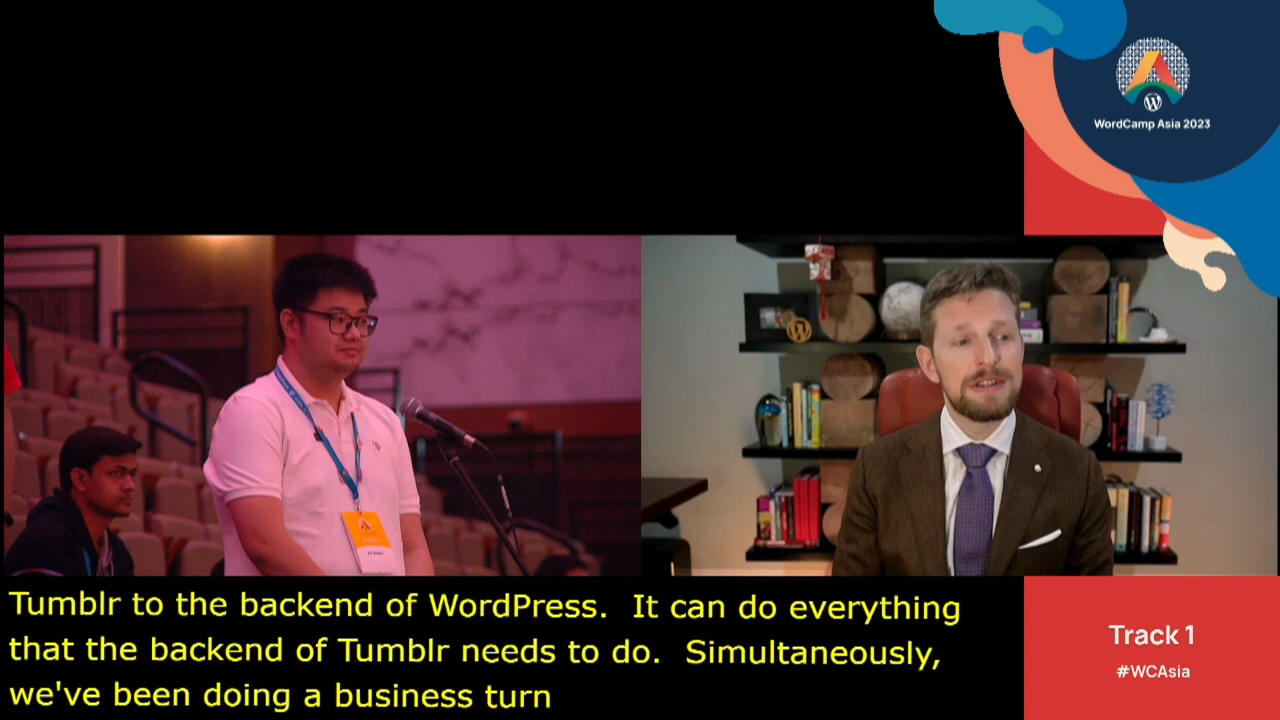 WordCamp Asia 2023
Tumblr to the backend of WordPress.  It can do everything
that the backend of Tumblr needs to do.  Simultaneously,
we've been doing a business turn
Track 1
#WCAsia